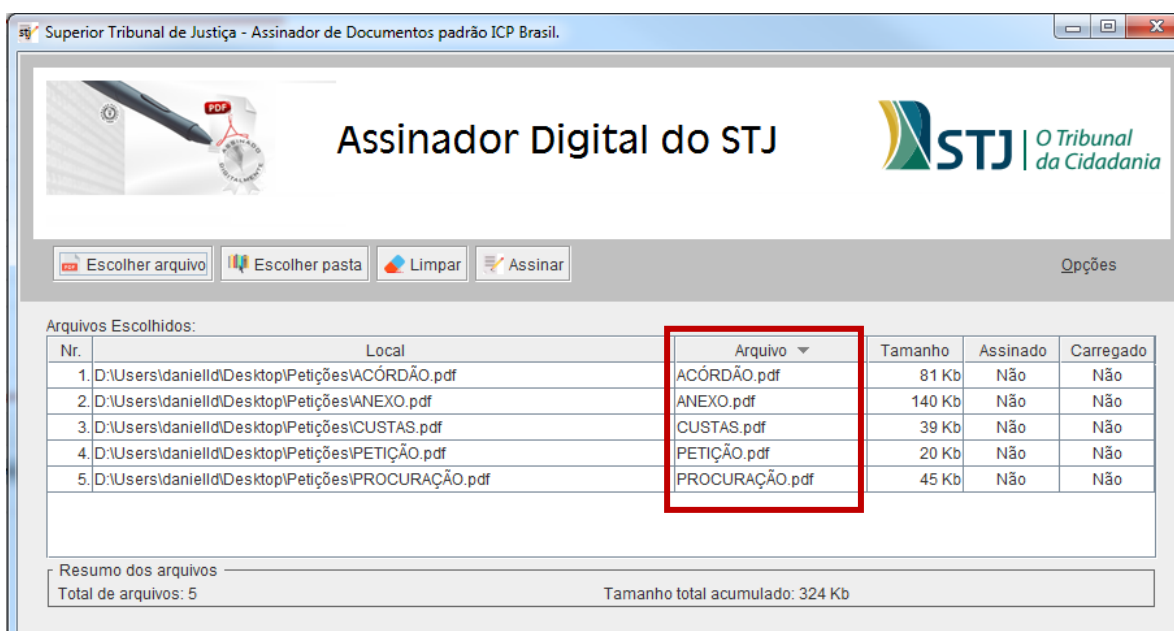 Superior Tribunal de Justiça - Assinador de Documentos padrão ICP Brasil.
PDF
ASSINADO DIGITALMENTE
Assinador Digital do STJ
STJ O Tribunal da Cidadania
Escolher arquivo Escolher pasta Limpar Assinar Opções
Arquivos Escolhidos:
Nr. Local Arquivo Tamanho Assinado Carregado
1. D:\Users\danielld\Desktop\Petições\ACÓRDÃO.pdf ACÓRDÃO.pdf 81 Kb Não Não
2. D:\Users\danielld\Desktop\Petições\ANEXO.pdf ANEXO.pdf 140 Kb Não Não
3. D:\Users\danielld\Desktop\Petições\CUSTAS.pdf CUSTAS.pdf 39 Kb Não Não
4. D:\Users\danielld\Desktop\Petições\PETIÇÃO.pdf PETIÇÃO.pdf 20 Kb Não Não
5. D:\Users\danielld\Desktop\Petições\PROCURAÇÃO.pdf PROCURAÇÃO.pdf 45 Kb Não Não
Resumo dos arquivos
Total de arquivos: 5 Tamanho total acumulado: 324 Kb